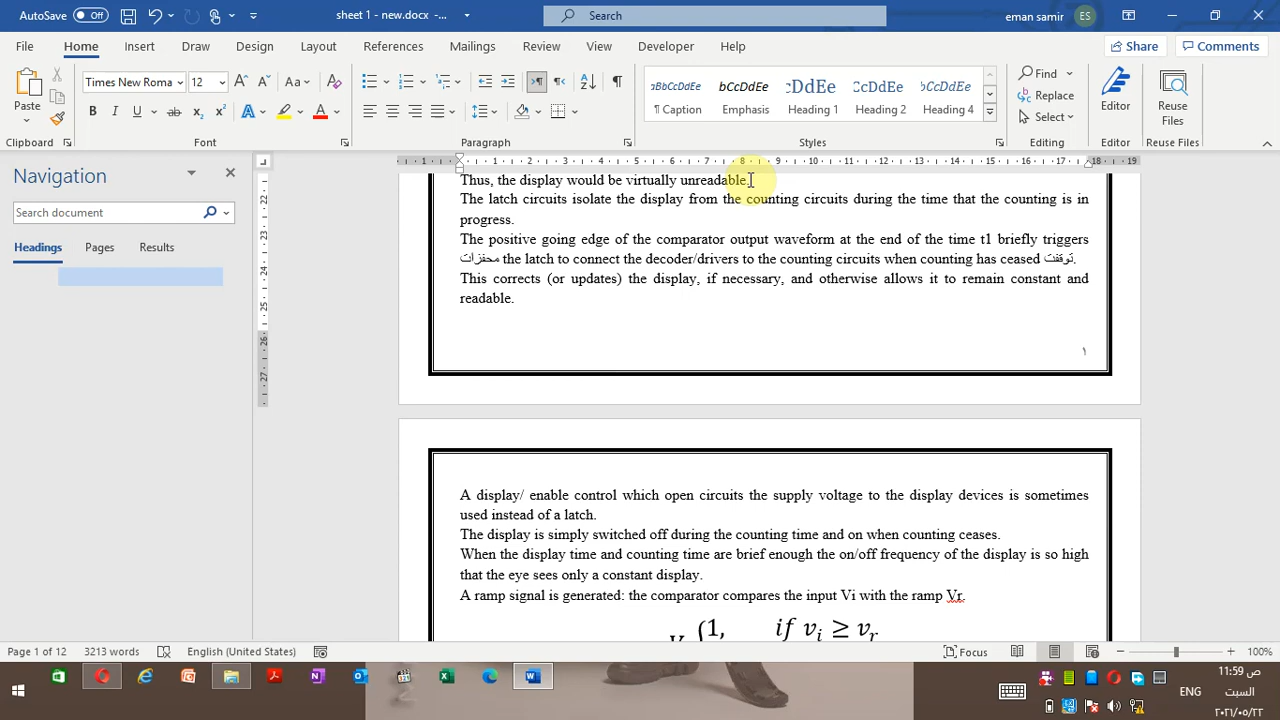 AutoSave Off sheet 1 - new.docx -... Search eman samir ES
File Home Insert Draw Design Layout References Mailings Review View Developer Help Share Comments
Paste Times New Roma 12 Aa Find Replace Select Editor Reuse Files
¶ Caption Emphasis Heading 1 Heading 2 Heading 4
Clipboard Font Paragraph Styles Editing Editor Reuse Files
Navigation
Search document
Headings Pages Results
Thus, the display would be virtually unreadable.
The latch circuits isolate the display from the counting circuits during the time that the counting is in
progress.
The positive going edge of the comparator output waveform at the end of the time t1 briefly triggers
محفزات the latch to connect the decoder/drivers to the counting circuits when counting has ceased توقفت.
This corrects (or updates) the display, if necessary, and otherwise allows it to remain constant and
readable.
١
A display/ enable control which open circuits the supply voltage to the display devices is sometimes
used instead of a latch.
The display is simply switched off during the counting time and on when counting ceases.
When the display time and counting time are brief enough the on/off frequency of the display is so high
that the eye sees only a constant display.
A ramp signal is generated: the comparator compares the input Vi with the ramp Vr.
{1, if vᵢ ≥ vᵣ
Page 1 of 12 3213 words English (United States) Focus 100%
ENG
11:59 ص
السبت
٢٠٢١/٠٥/٢٢